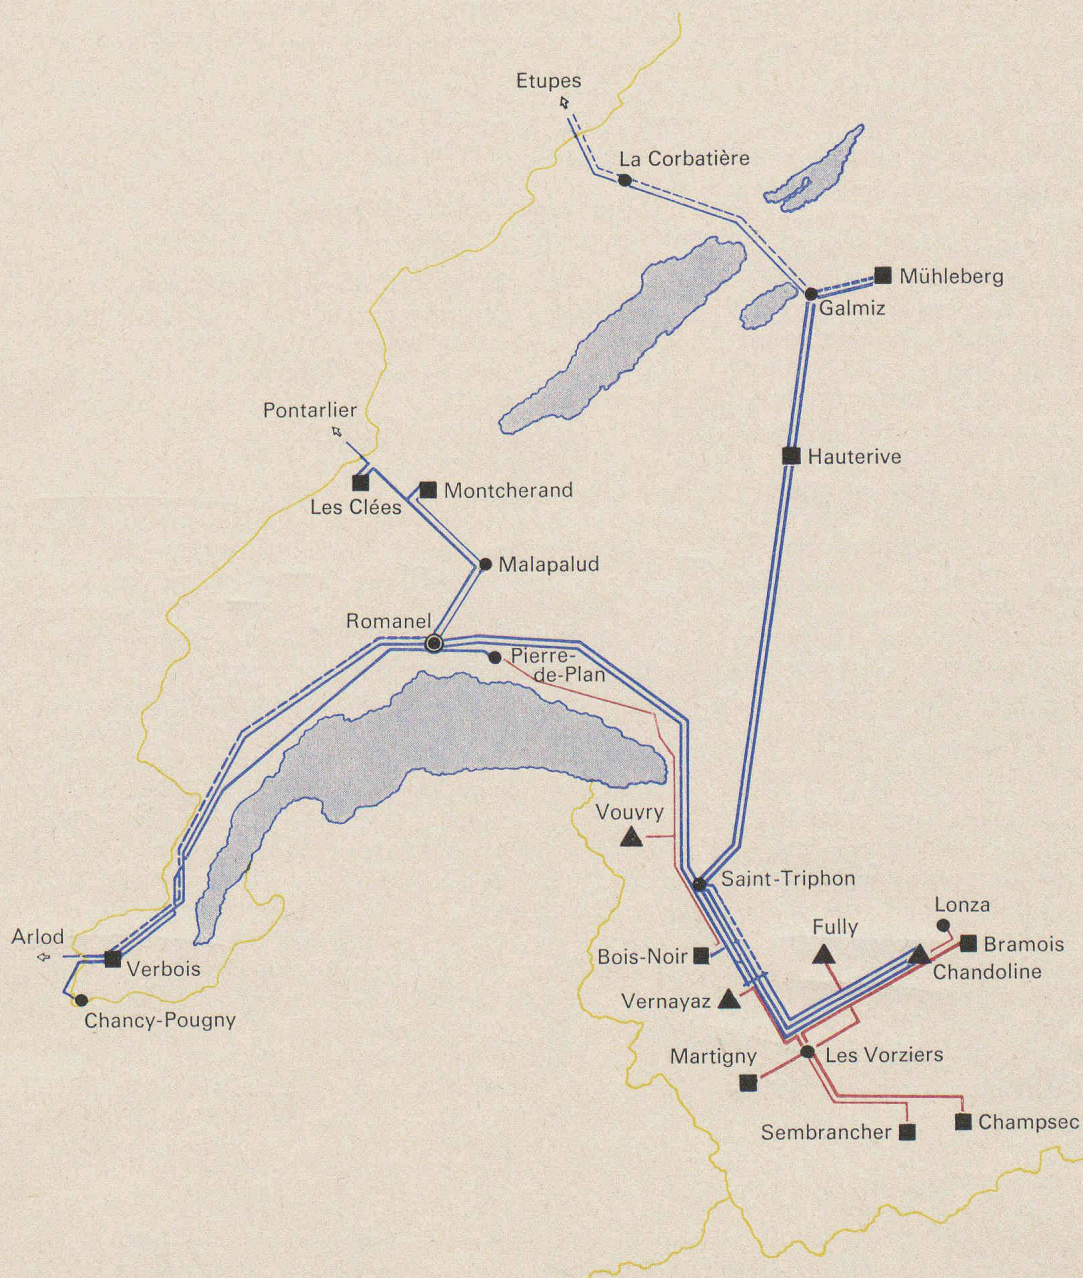 Etupes
La Corbatière
Mühleberg
Galmiz
Pontarlier
Hauterive
Montcherand
Les Clées
Malapalud
Romanel
Pierre-
de-Plan
Vouvry
Saint-Triphon
Lonza
Fully
Arlod
Bramois
Bois-Noir
Verbois
Chandoline
Vernayaz
Chancy-Pougny
Martigny
Les Vorziers
Champsec
Sembrancher